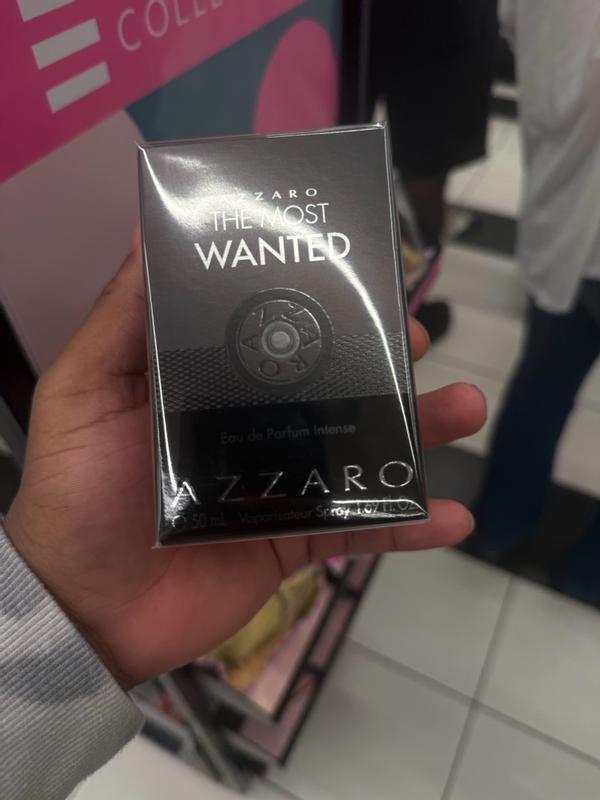 COLLE
AZZARO
THE MOST
WANTED
AZZARO
Eau de Parfum Intense
AZZARO
50 mL Vaporisateur Spray 1.69 Fl. Oz